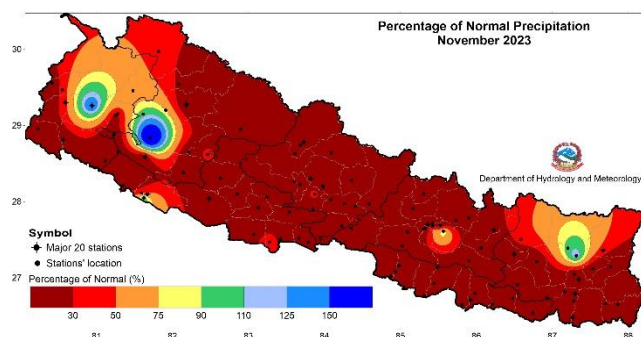 Percentage of Normal Precipitation
November 2023
30
29
28
27
Department of Hydrology and Meteorology
Symbol
Major 20 stations
Stations' location
Percentage of Normal (%)
30 50 75 90 110 125 150
81 82 83 84 85 86 87 88